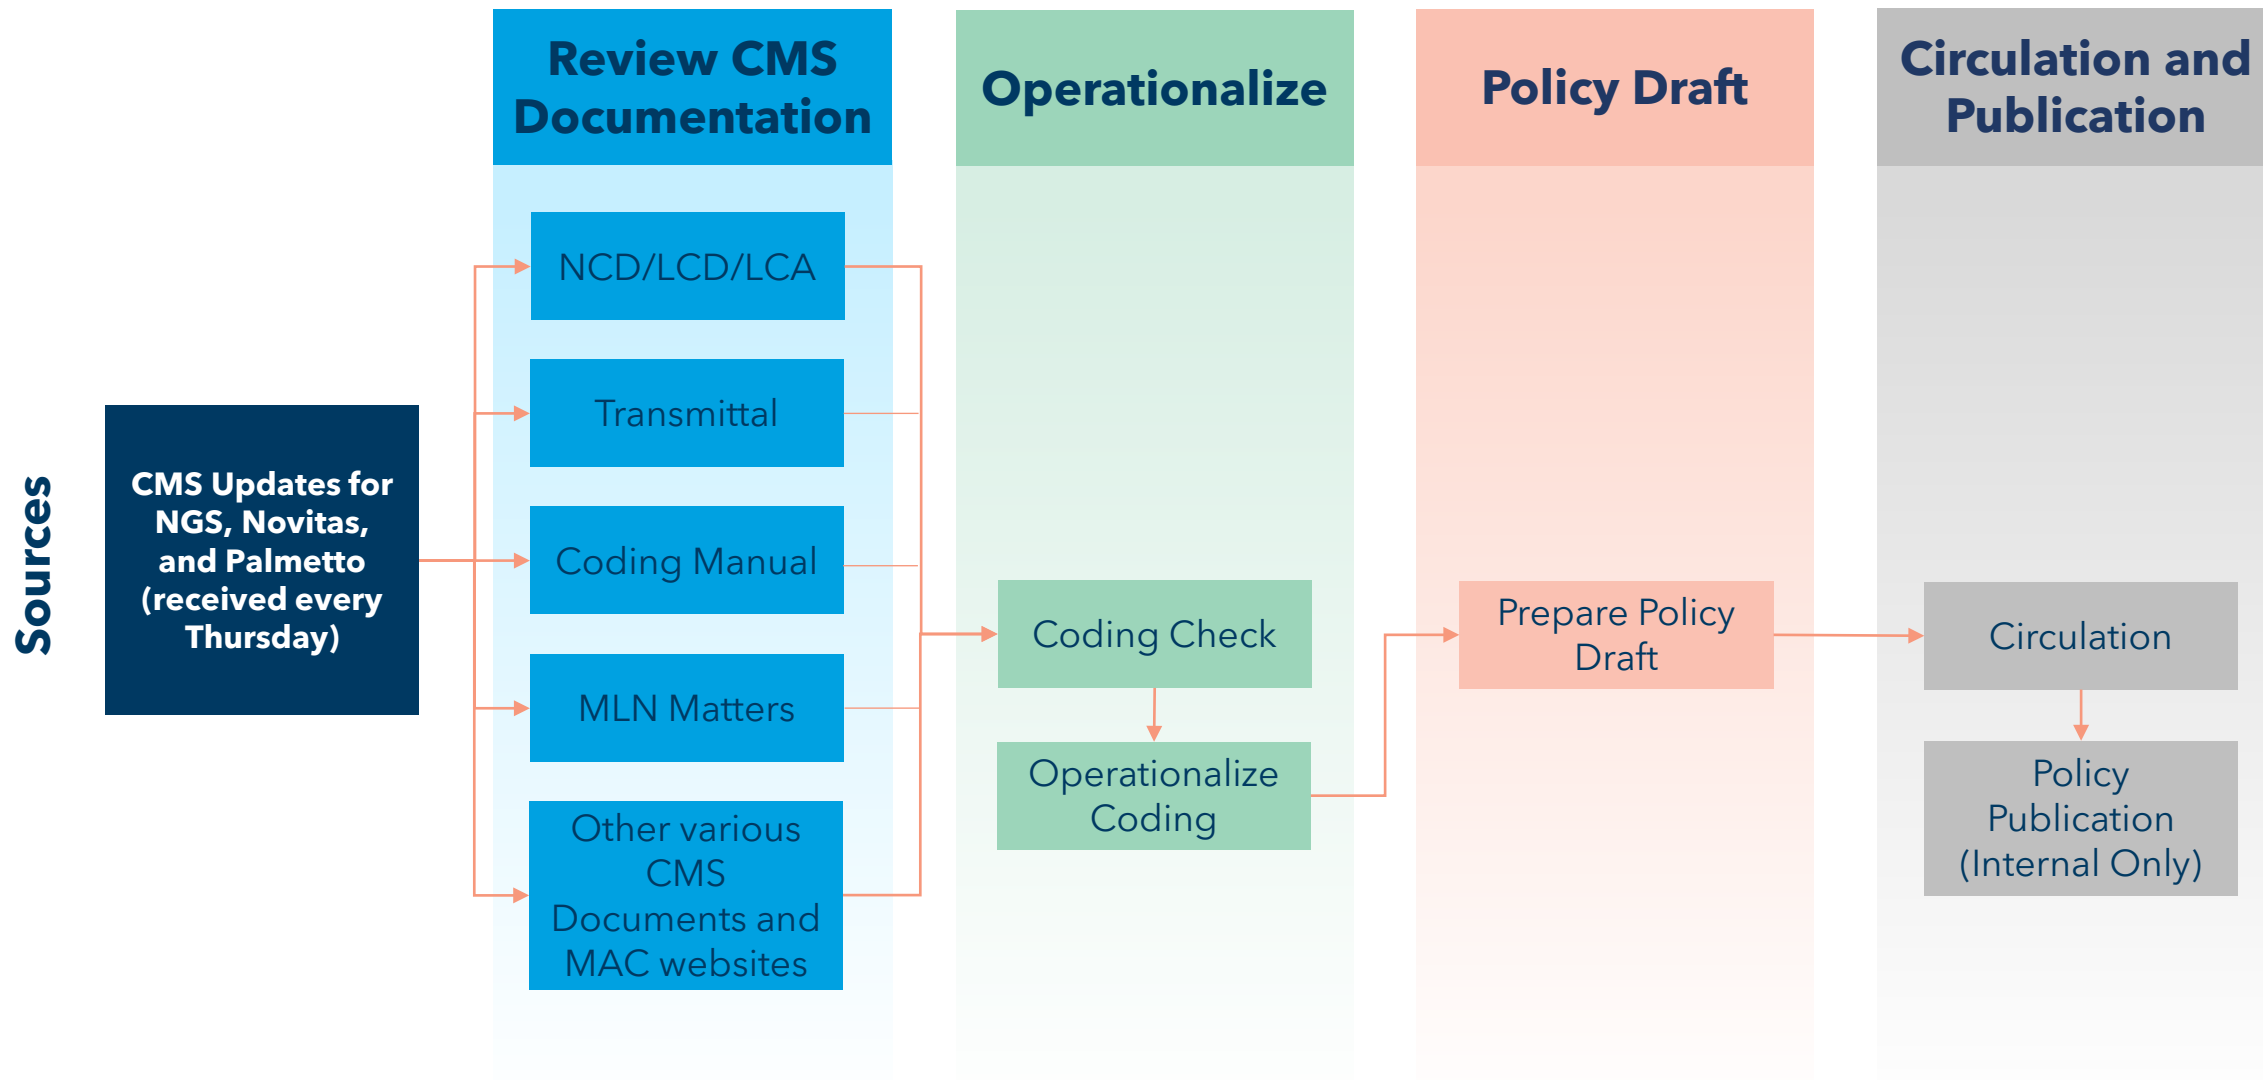 Review CMS
Documentation
Operationalize
Policy Draft
Circulation and
Publication
Sources
CMS Updates for
NGS, Novitas,
and Palmetto
(received every
Thursday)
NCD/LCD/LCA
Transmittal
Coding Manual
MLN Matters
Other various
CMS
Documents and
MAC websites
Coding Check
Operationalize
Coding
Prepare Policy
Draft
Circulation
Policy
Publication
(Internal Only)